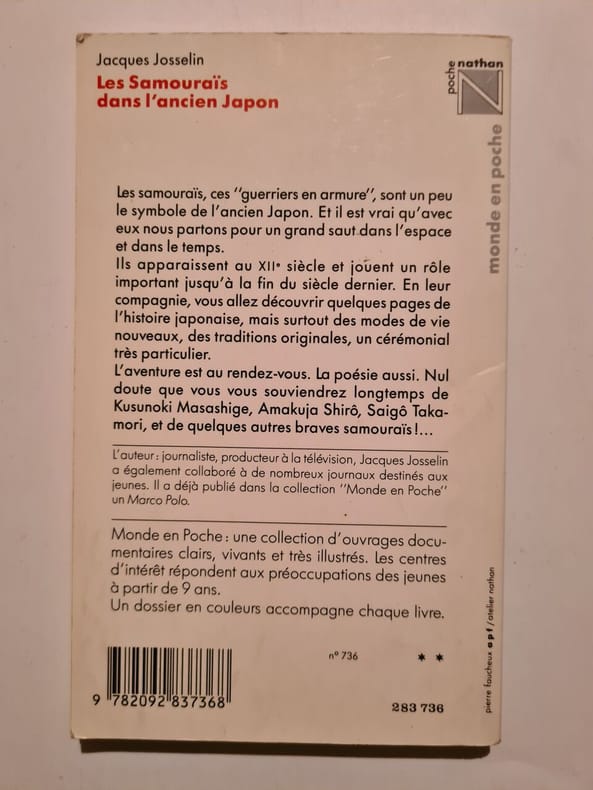 Jacques Josselin
Les Samouraïs
dans l'ancien Japon
poche nathan
monde en poche
Les samouraïs, ces "guerriers en armure", sont un peu
le symbole de l'ancien Japon. Et il est vrai qu'avec
eux nous partons pour un grand saut dans l'espace
et dans le temps.
Ils apparaissent au XIIe siècle et jouent un rôle
important jusqu'à la fin du siècle dernier. En leur
compagnie, vous allez découvrir quelques pages de
l'histoire japonaise, mais surtout des modes de vie
nouveaux, des traditions originales, un cérémonial
très particulier.
L'aventure est au rendez-vous. La poésie aussi. Nul
doute que vous vous souviendrez longtemps de
Kusunoki Masashige, Amakuja Shirô, Saigô Taka-
mori, et de quelques autres braves samouraïs!...
L'auteur : journaliste, producteur à la télévision, Jacques Josselin
a également collaboré à de nombreux journaux destinés aux
jeunes. Il a déjà publié dans la collection "Monde en Poche"
un Marco Polo.
Monde en Poche : une collection d'ouvrages docu-
mentaires clairs, vivants et très illustrés. Les centres
d'intérêt répondent aux préoccupations des jeunes
à partir de 9 ans.
Un dossier en couleurs accompagne chaque livre.
pierre faucheux apf / atelier nathan
n° 736
★ ★
9 782092 837368
283 736